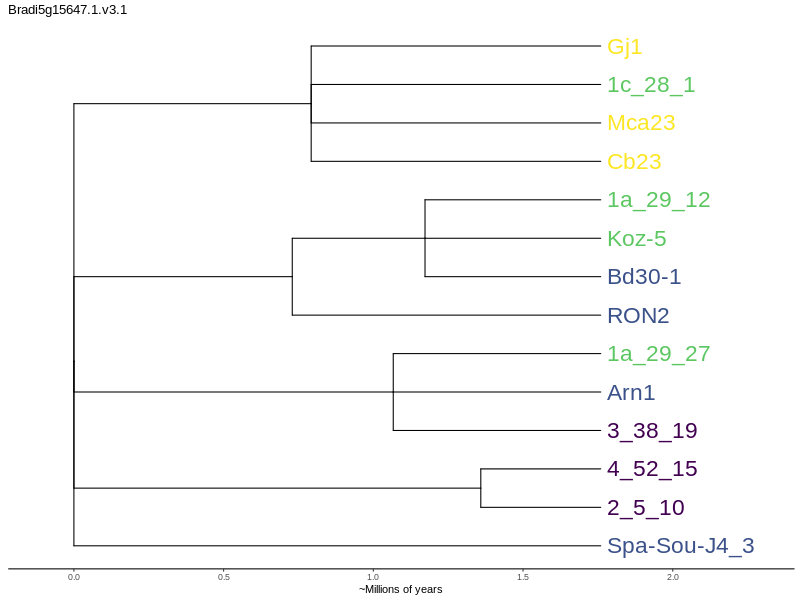 Bradi5g15647.1.v3.1
Gj1
1c_28_1
Mca23
Cb23
1a_29_12
Koz-5
Bd30-1
RON2
1a_29_27
Arn1
3_38_19
4_52_15
2_5_10
Spa-Sou-J4_3
0.0 0.5 1.0 1.5 2.0
~Millions of years